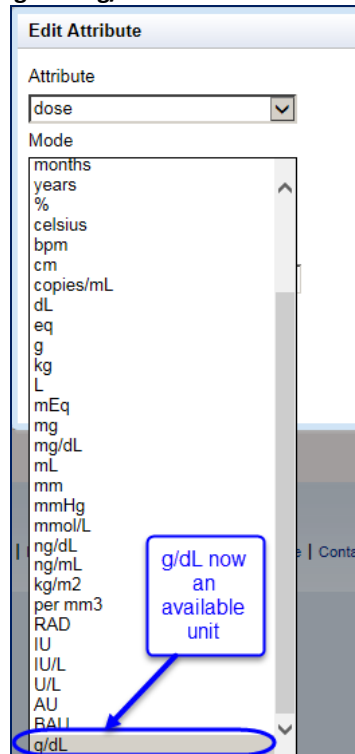 Edit Attribute
Attribute
dose
Mode
months
years
%
celsius
bpm
cm
copies/mL
dL
eq
g
kg
L
mEq
mg
mg/dL
mL
mm
mmHg
mmol/L
ng/dL
ng/mL
kg/m2
per mm3
RAD
IU
IU/L
U/L
AU
BAU
g/dL
g/dL now
an
available
unit
| Conta